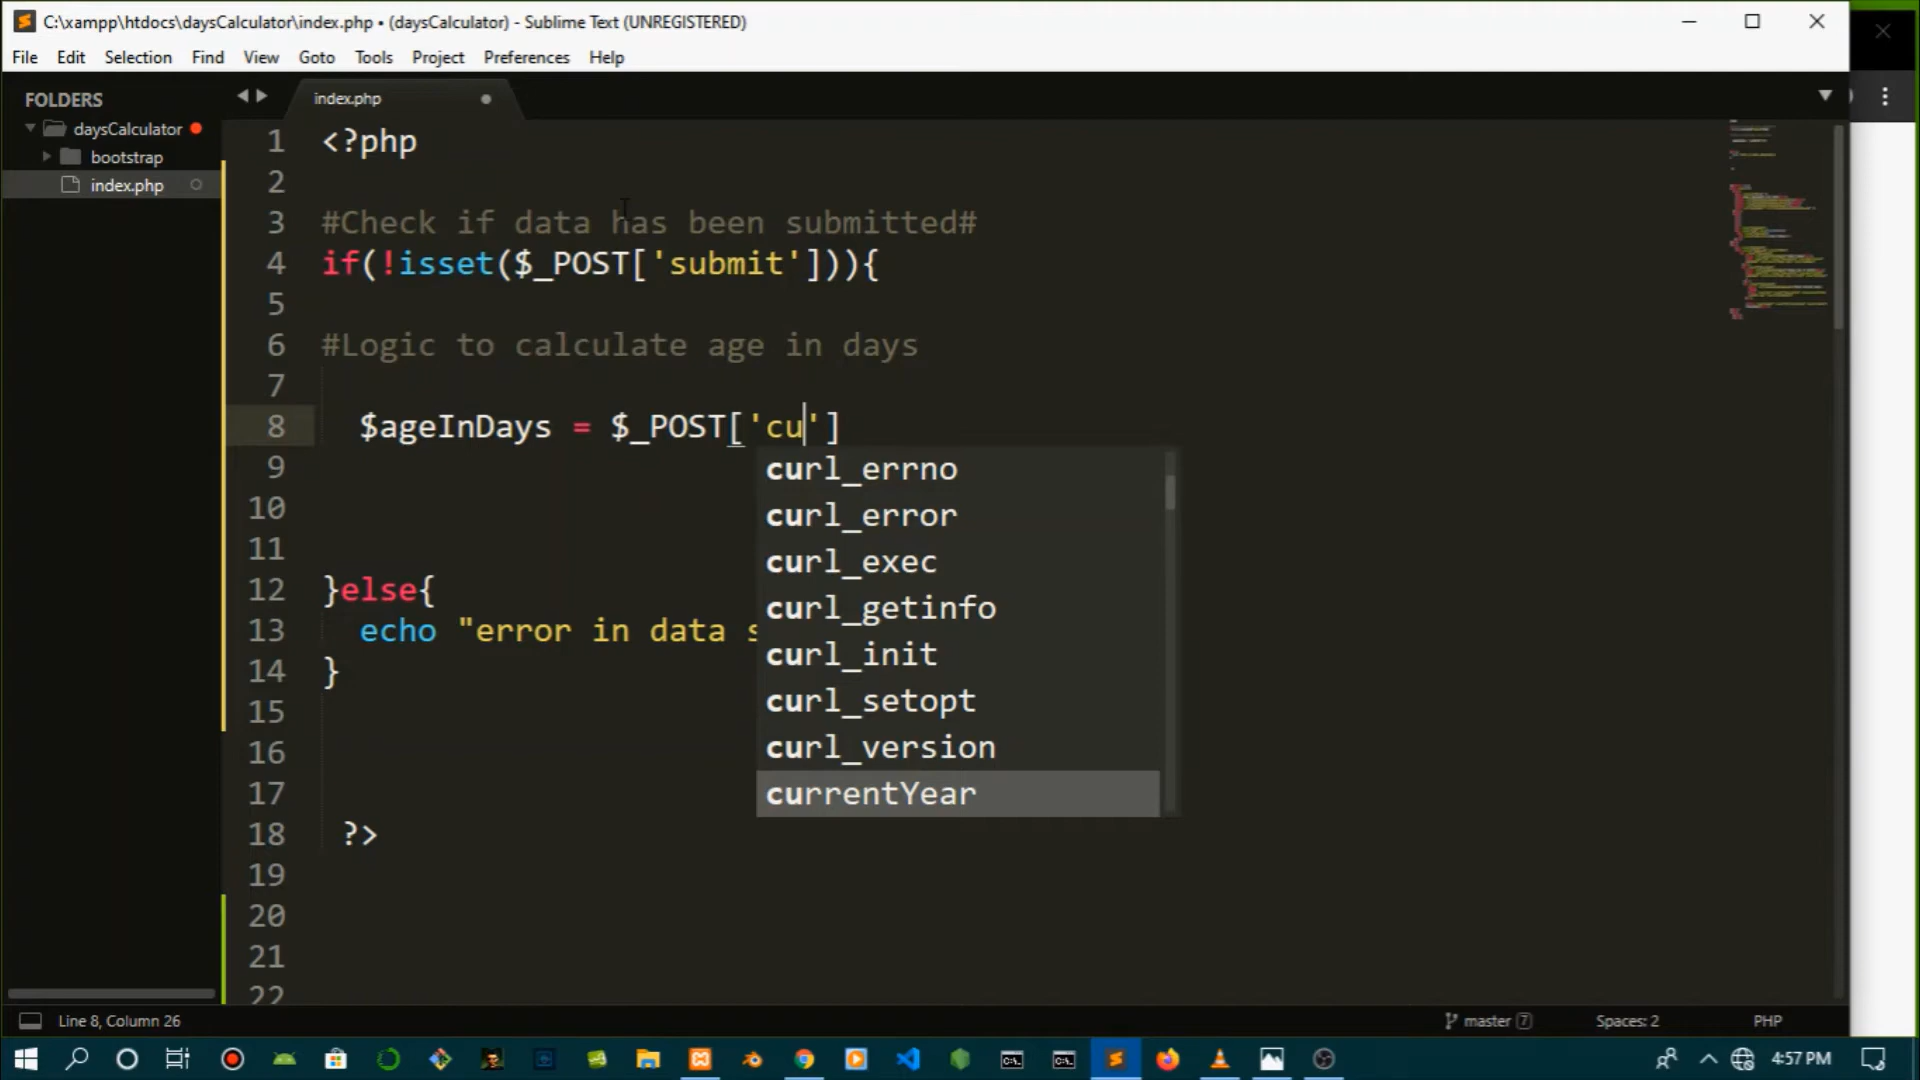 C:\xampp\htdocs\daysCalculator\index.php • (daysCalculator) - Sublime Text (UNREGISTERED)
File Edit Selection Find View Goto Tools Project Preferences Help
FOLDERS
daysCalculator
bootstrap
index.php
index.php
1 <?php
2
3 #Check if data has been submitted#
4 if(!isset($_POST['submit'])){
5
6 #Logic to calculate age in days
7
8 $ageInDays = $_POST['cu']
9
10
11
12 }else{
13 echo "error in data s
14 }
15
16
17
18 ?>
19
20
21
22
curl_errno
curl_error
curl_exec
curl_getinfo
curl_init
curl_setopt
curl_version
currentYear
Line 8, Column 26
master 7
Spaces: 2
PHP
4:57 PM